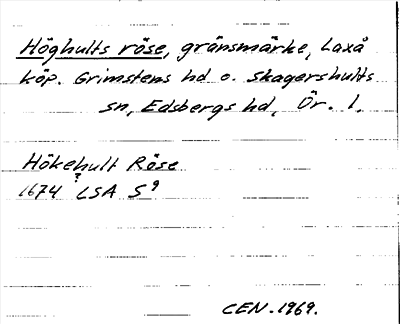 Höghults röse, gränsmärke, Laxå
köp. Grimstens hd o. Skagershults
sn, Edsbergs hd, Ör. l.
Hökehult Röse
?
1674 LSA S9
CEN. 1969.